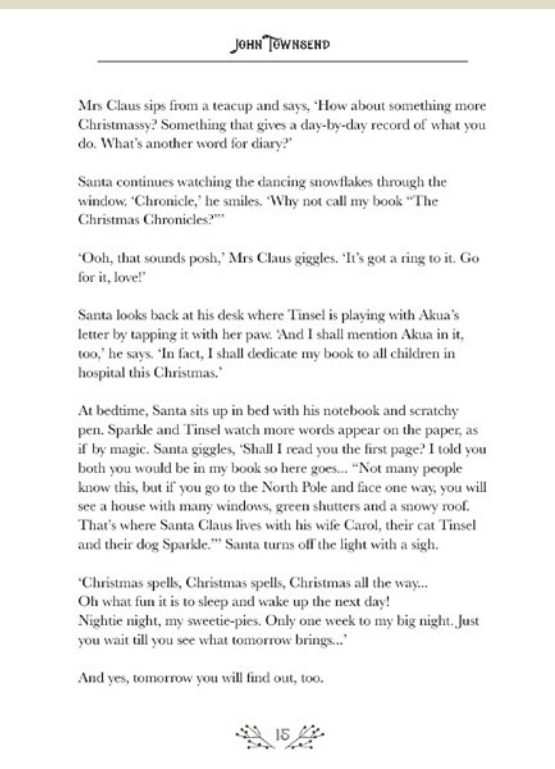 John Townsend
Mrs Claus sips from a teacup and says, ‘How about something more
Christmassy? Something that gives a day-by-day record of what you
do. What’s another word for diary?’
Santa continues watching the dancing snowflakes through the
window. ‘Chronicle,’ he smiles. ‘Why not call my book “The
Christmas Chronicles?”’
‘Ooh, that sounds posh,’ Mrs Claus giggles. ‘It’s got a ring to it. Go
for it, love!’
Santa looks back at his desk where Tinsel is playing with Akua’s
letter by tapping it with her paw. ‘And I shall mention Akua in it,
too,’ he says. ‘In fact, I shall dedicate my book to all children in
hospital this Christmas.’
At bedtime, Santa sits up in bed with his notebook and scratchy
pen. Sparkle and Tinsel watch more words appear on the paper, as
if by magic. Santa giggles, ‘Shall I read you the first page? I told you
both you would be in my book so here goes... “Not many people
know this, but if you go to the North Pole and face one way, you will
see a house with many windows, green shutters and a snowy roof.
That’s where Santa Claus lives with his wife Carol, their cat Tinsel
and their dog Sparkle.”’ Santa turns off the light with a sigh.
‘Christmas spells, Christmas spells, Christmas all the way...
Oh what fun it is to sleep and wake up the next day!
Nightie night, my sweetie-pies. Only one week to my big night. Just
you wait till you see what tomorrow brings...’
And yes, tomorrow you will find out, too.
15